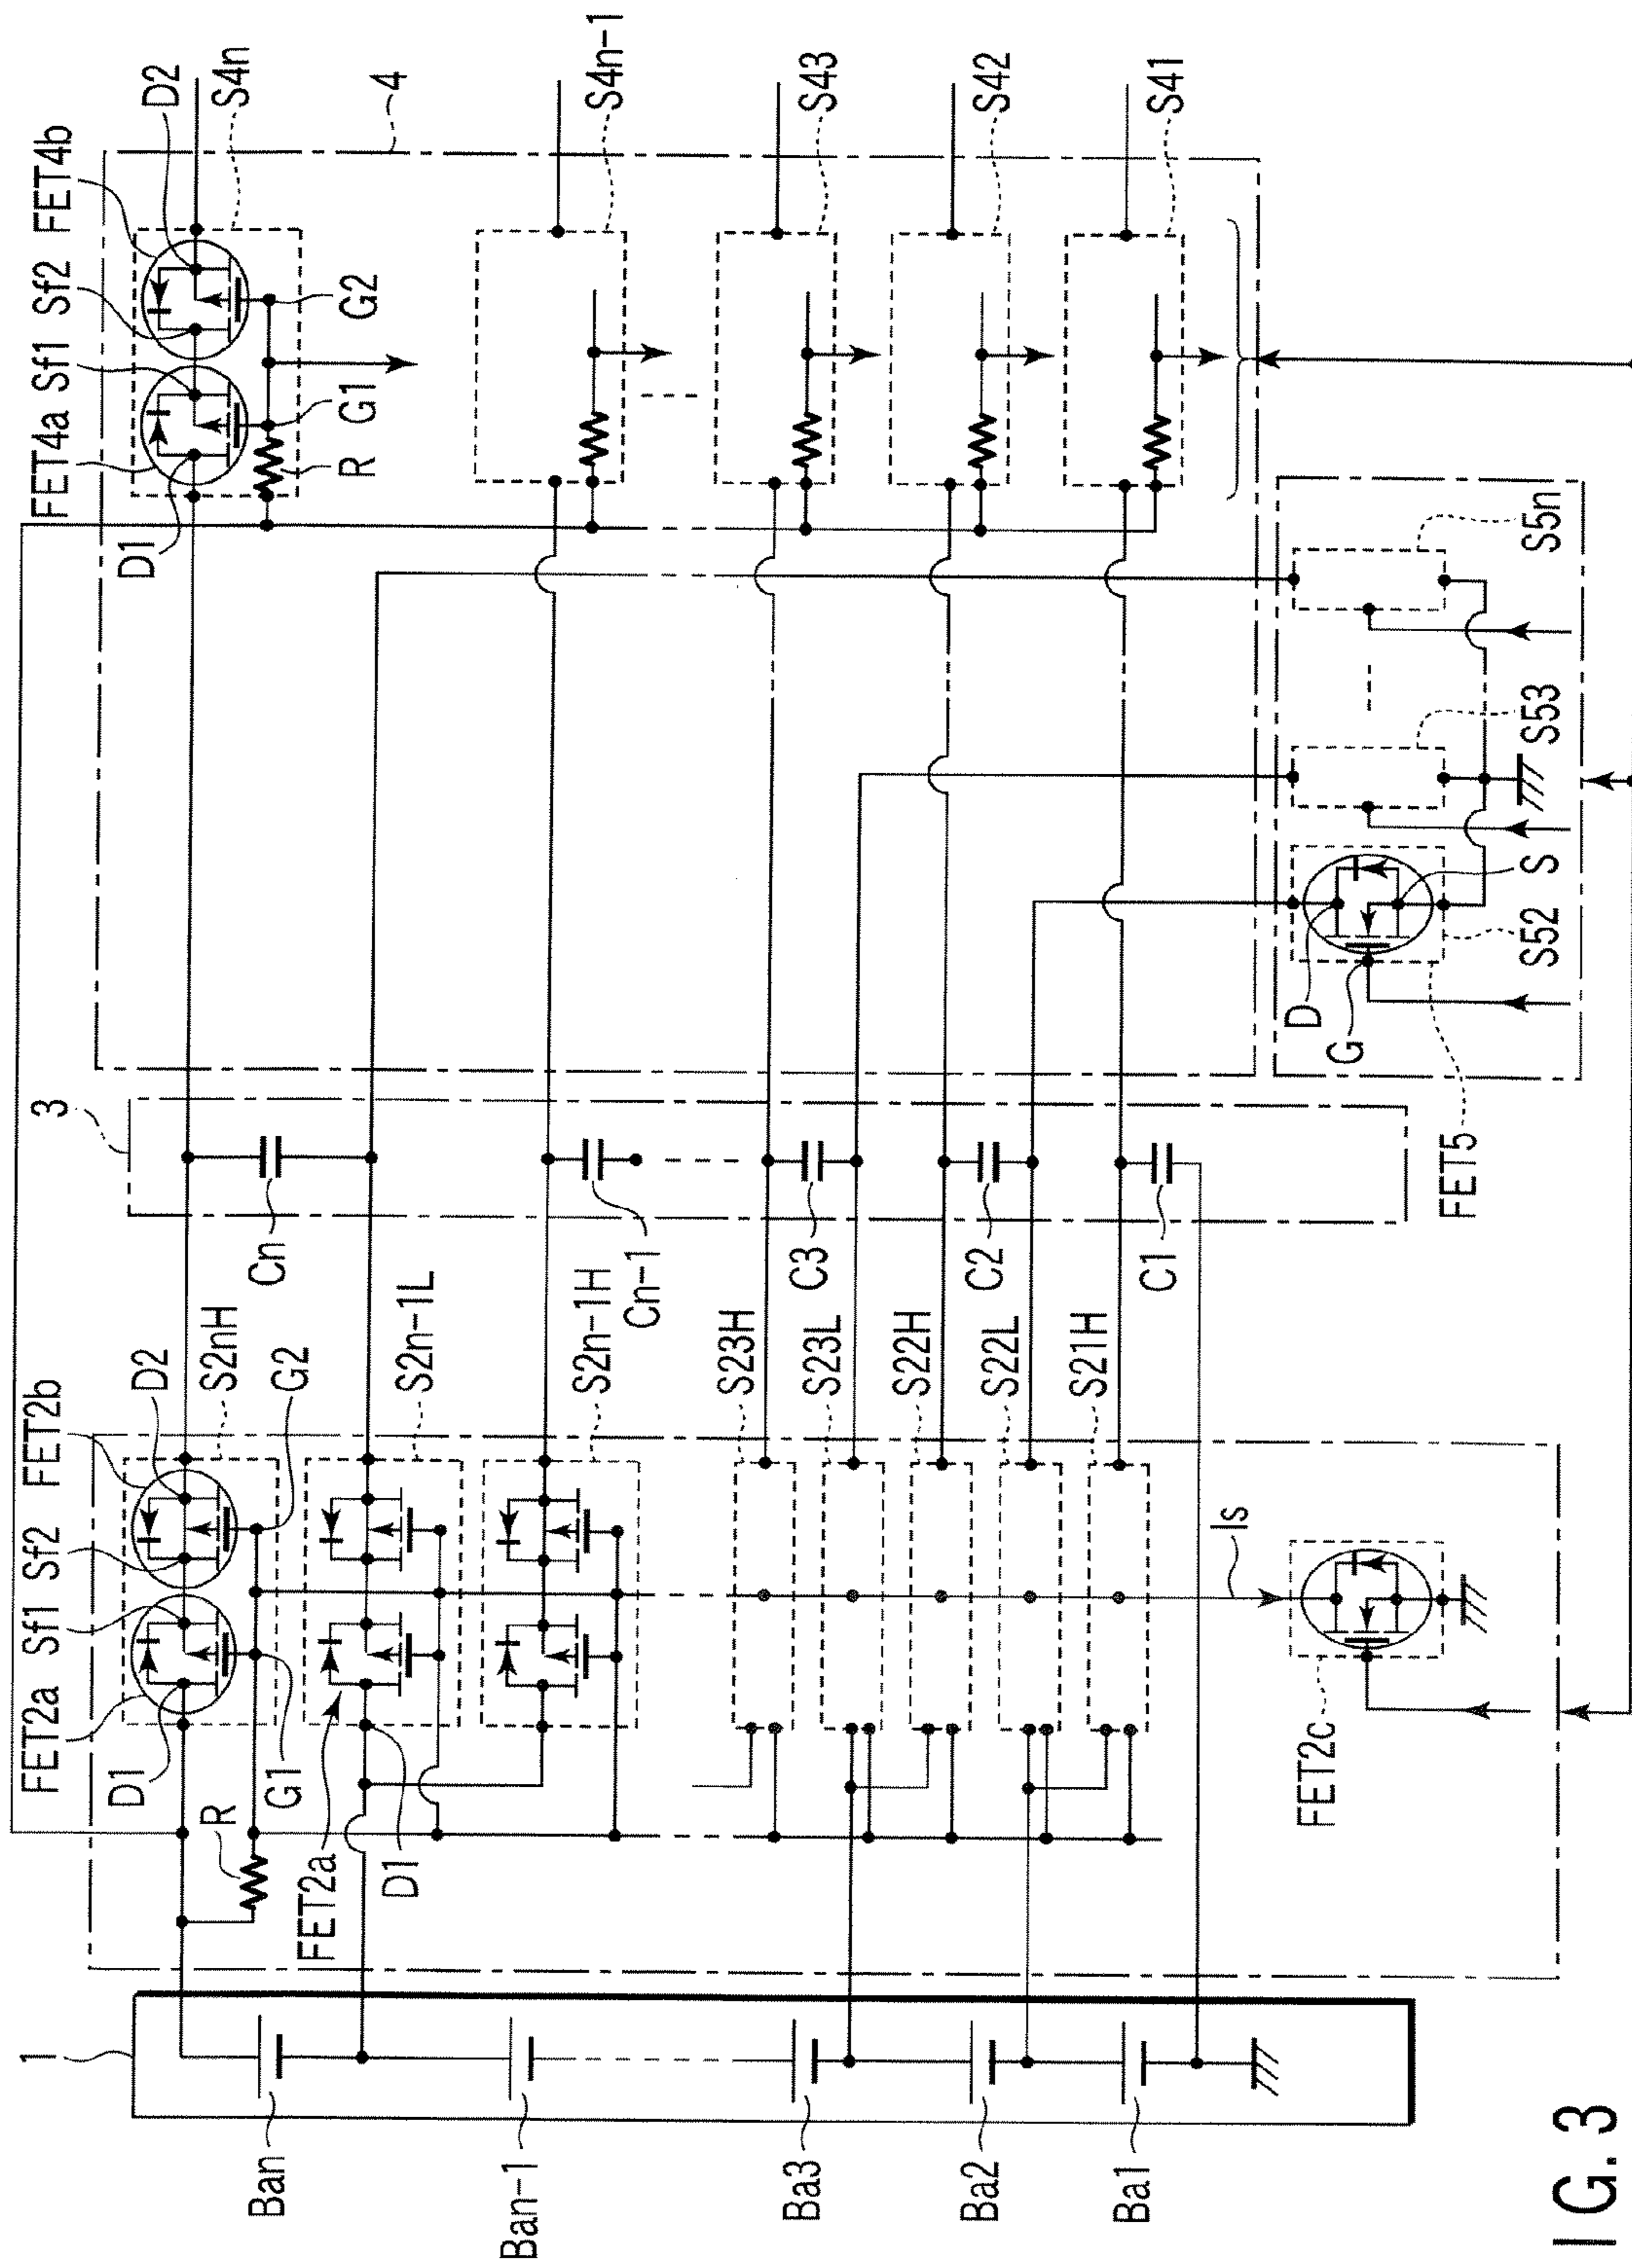 FET4a Sf1 Sf2 FET4b
D2
S4n
4
D1
R
G1
G2
S4n-1
S43
S42
S41
3
Cn
Cn-1
C3
C2
C1
D
G
S
S52
S53
S5n
FET5
FET2a Sf1 Sf2 FET2b
D2
S2nH
G2
D1
G1
R
S2n-1L
FET2a
D1
S2n-1H
S23H
S23L
S22H
S22L
S21H
Is
FET2c
1
Ban
Ban-1
Ba3
Ba2
Ba1
IG. 3